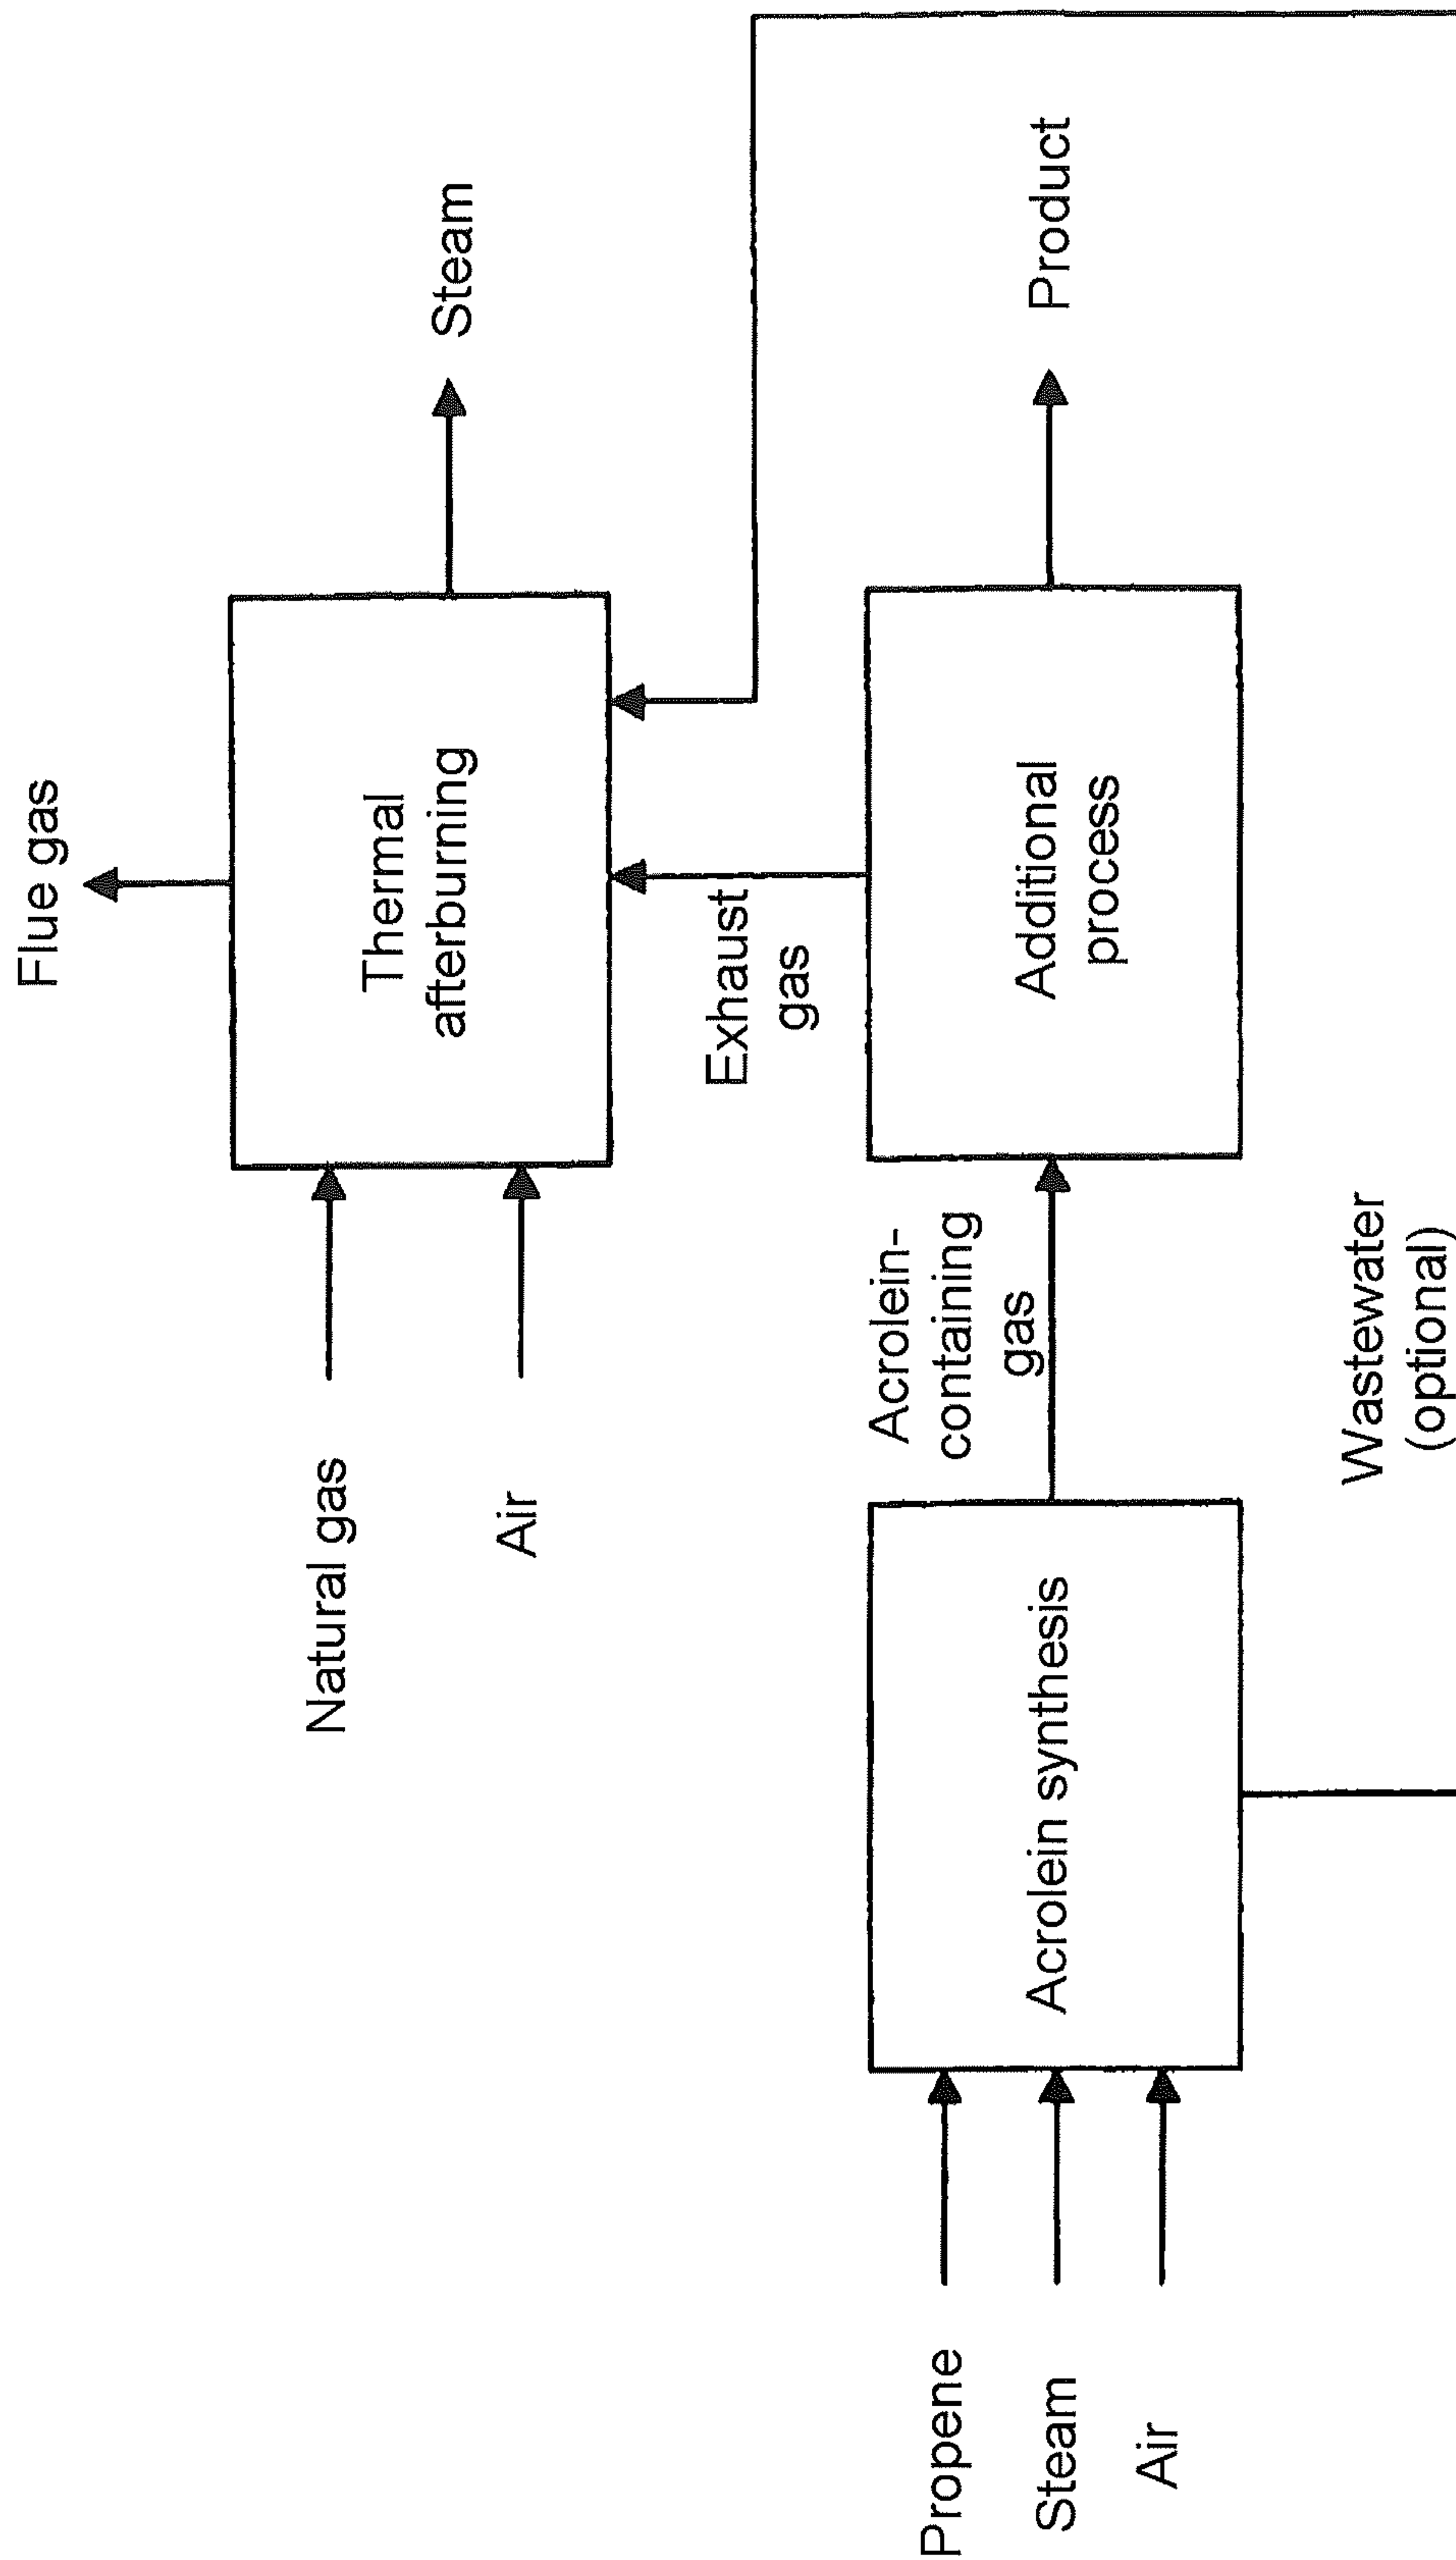 Flue gas
Natural gas
Air
Thermal
afterburning
Steam
Exhaust
gas
Propene
Steam
Air
Acrolein synthesis
Acrolein-
containing
gas
Additional
process
Product
Wastewater
(optional)